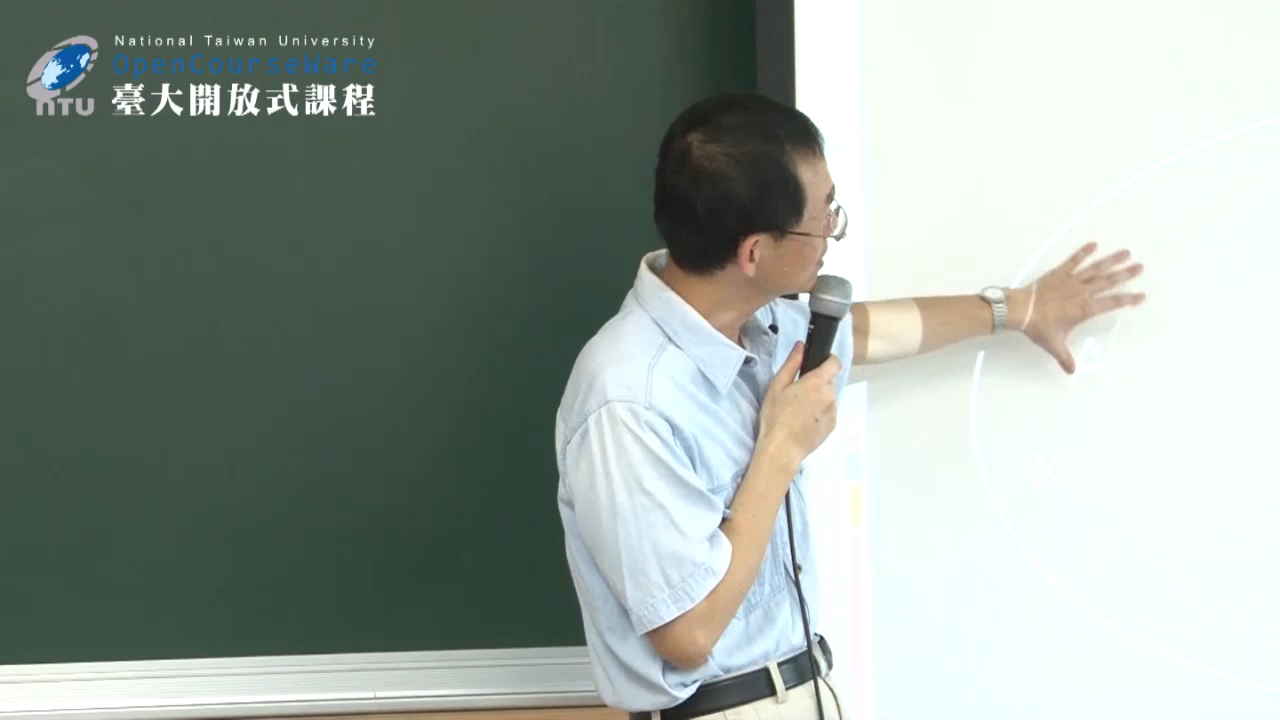 National Taiwan University
OpenCourseWare
NTU
臺大開放式課程
A
X